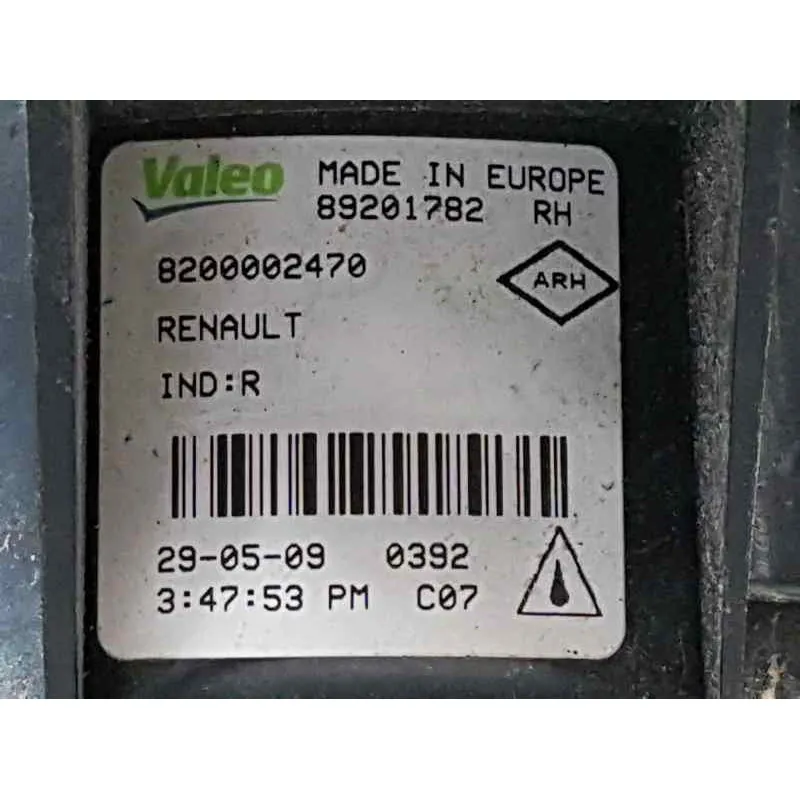 Valeo MADE IN EUROPE
89201782 RH
8200002470
ARH
RENAULT
IND:R
29-05-09 0392
3:47:53 PM C07